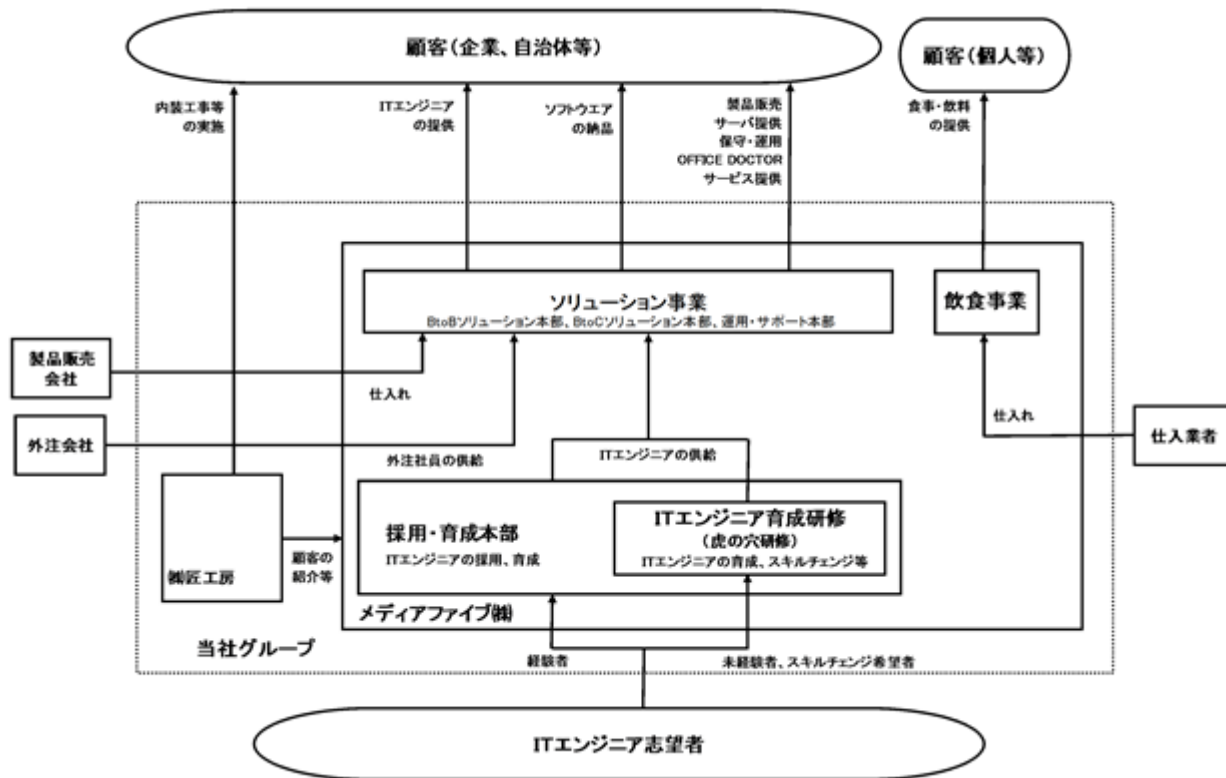 顧客(企業、自治体等)
顧客(個人等)
内装工事等
の実施
ITエンジニア
の提供
ソフトウエア
の納品
製品販売
サーバ提供
保守・運用
OFFICE DOCTOR
サービス提供
食事・飲料
の提供
ソリューション事業
BtoBソリューション本部、BtoCソリューション本部、運用・サポート本部
飲食事業
製品販売
会社
仕入れ
外注会社
外注社員の供給
ITエンジニアの供給
仕入れ
仕入業者
採用・育成本部
ITエンジニアの採用、育成
ITエンジニア育成研修
(虎の穴研修)
ITエンジニアの育成、スキルチェンジ等
㈱匠工房
顧客の
紹介等
メディアファイブ㈱
当社グループ
経験者
未経験者、スキルチェンジ希望者
ITエンジニア志望者